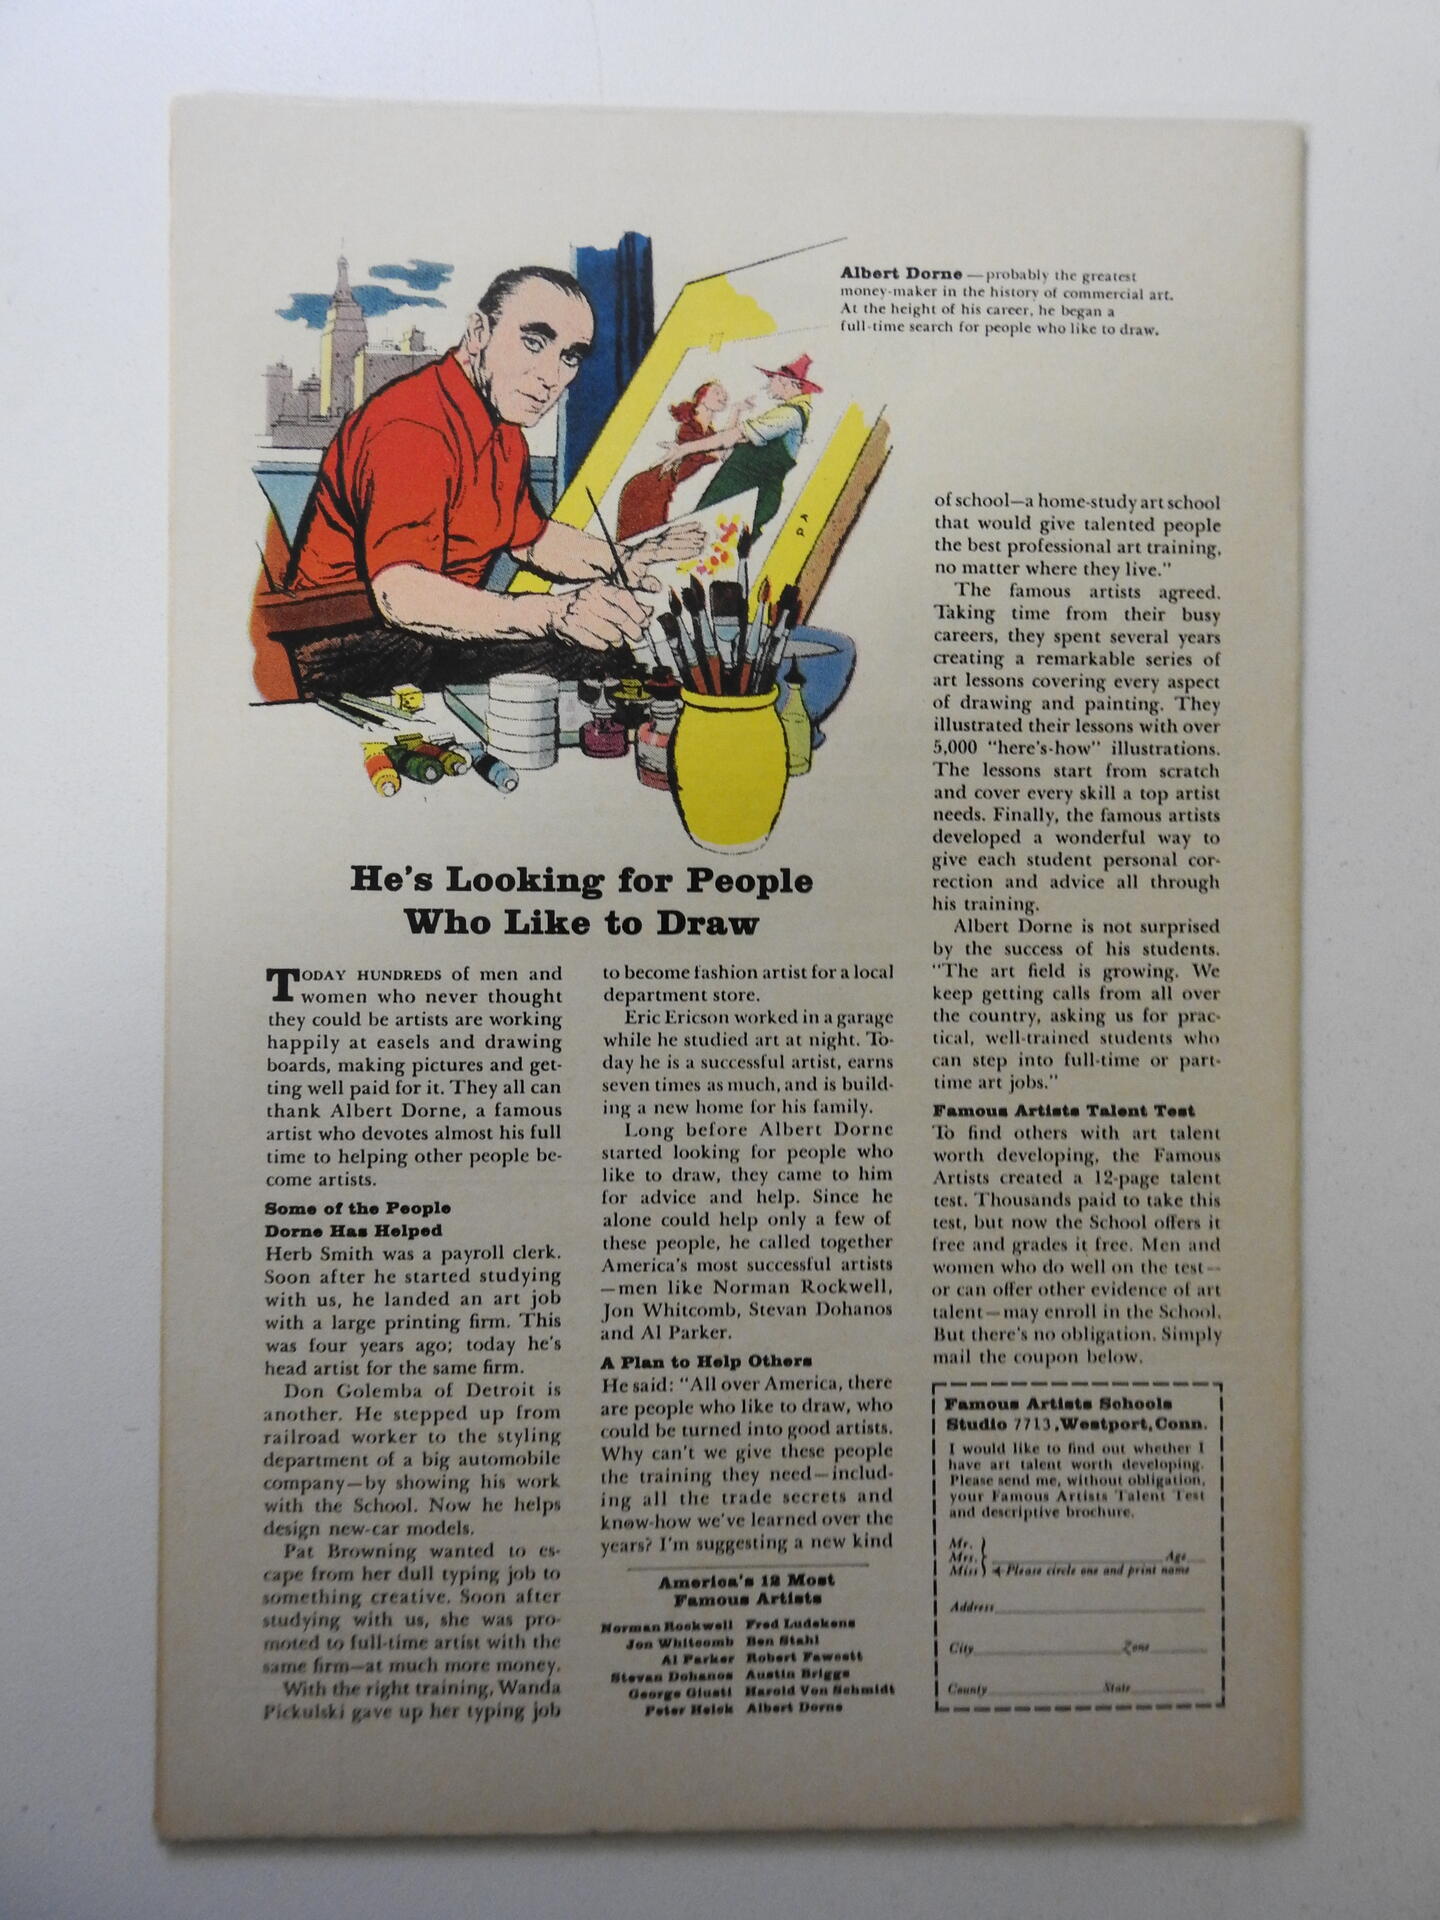 Albert Dorne —probably the greatest
money-maker in the history of commercial art.
At the height of his career, he began a
full-time search for people who like to draw.
He's Looking for People
Who Like to Draw
TODAY HUNDREDS of men and
women who never thought
they could be artists are working
happily at easels and drawing
boards, making pictures and get-
ting well paid for it. They all can
thank Albert Dorne, a famous
artist who devotes almost his full
time to helping other people be-
come artists.
Some of the People
Dorne Has Helped
Herb Smith was a payroll clerk.
Soon after he started studying
with us, he landed an art job
with a large printing firm. This
was four years ago; today he's
head artist for the same firm.
Don Golemba of Detroit is
another. He stepped up from
railroad worker to the styling
department of a big automobile
company—by showing his work
with the School. Now he helps
design new-car models.
Pat Browning wanted to es-
cape from her dull typing job to
something creative. Soon after
studying with us, she was pro-
moted to full-time artist with the
same firm—at much more money.
With the right training, Wanda
Pickulski gave up her typing job
to become fashion artist for a local
department store.
Eric Ericson worked in a garage
while he studied art at night. To-
day he is a successful artist, earns
seven times as much, and is build-
ing a new home for his family.
Long before Albert Dorne
started looking for people who
like to draw, they came to him
for advice and help. Since he
alone could help only a few of
these people, he called together
America's most successful artists
—men like Norman Rockwell,
Jon Whitcomb, Stevan Dohanos
and Al Parker.
A Plan to Help Others
He said: "All over America, there
are people who like to draw, who
could be turned into good artists.
Why can't we give these people
the training they need—includ-
ing all the trade secrets and
know-how we've learned over the
years? I'm suggesting a new kind
America's 12 Most
Famous Artists
Norman Rockwell Fred Ludekens
Jon Whitcomb Ben Stahl
Al Parker Robert Fawcett
Stevan Dohanos Austin Briggs
George Giusti Harold Von Schmidt
Peter Helck Albert Dorne
of school—a home-study art school
that would give talented people
the best professional art training,
no matter where they live."
The famous artists agreed.
Taking time from their busy
careers, they spent several years
creating a remarkable series of
art lessons covering every aspect
of drawing and painting. They
illustrated their lessons with over
5,000 "here's-how" illustrations.
The lessons start from scratch
and cover every skill a top artist
needs. Finally, the famous artists
developed a wonderful way to
give each student personal cor-
rection and advice all through
his training.
Albert Dorne is not surprised
by the success of his students.
"The art field is growing. We
keep getting calls from all over
the country, asking us for prac-
tical, well-trained students who
can step into full-time or part-
time art jobs."
Famous Artists Talent Test
To find others with art talent
worth developing, the Famous
Artists created a 12-page talent
test. Thousands paid to take this
test, but now the School offers it
free and grades it free. Men and
women who do well on the test—
or can offer other evidence of art
talent—may enroll in the School.
But there's no obligation. Simply
mail the coupon below.
Famous Artists Schools
Studio 7713, Westport, Conn.
I would like to find out whether I
have art talent worth developing.
Please send me, without obligation,
your Famous Artists Talent Test
and descriptive brochure.
Mr.
Mrs. Age
Miss Please circle one and print name
Address
City Zone
County State